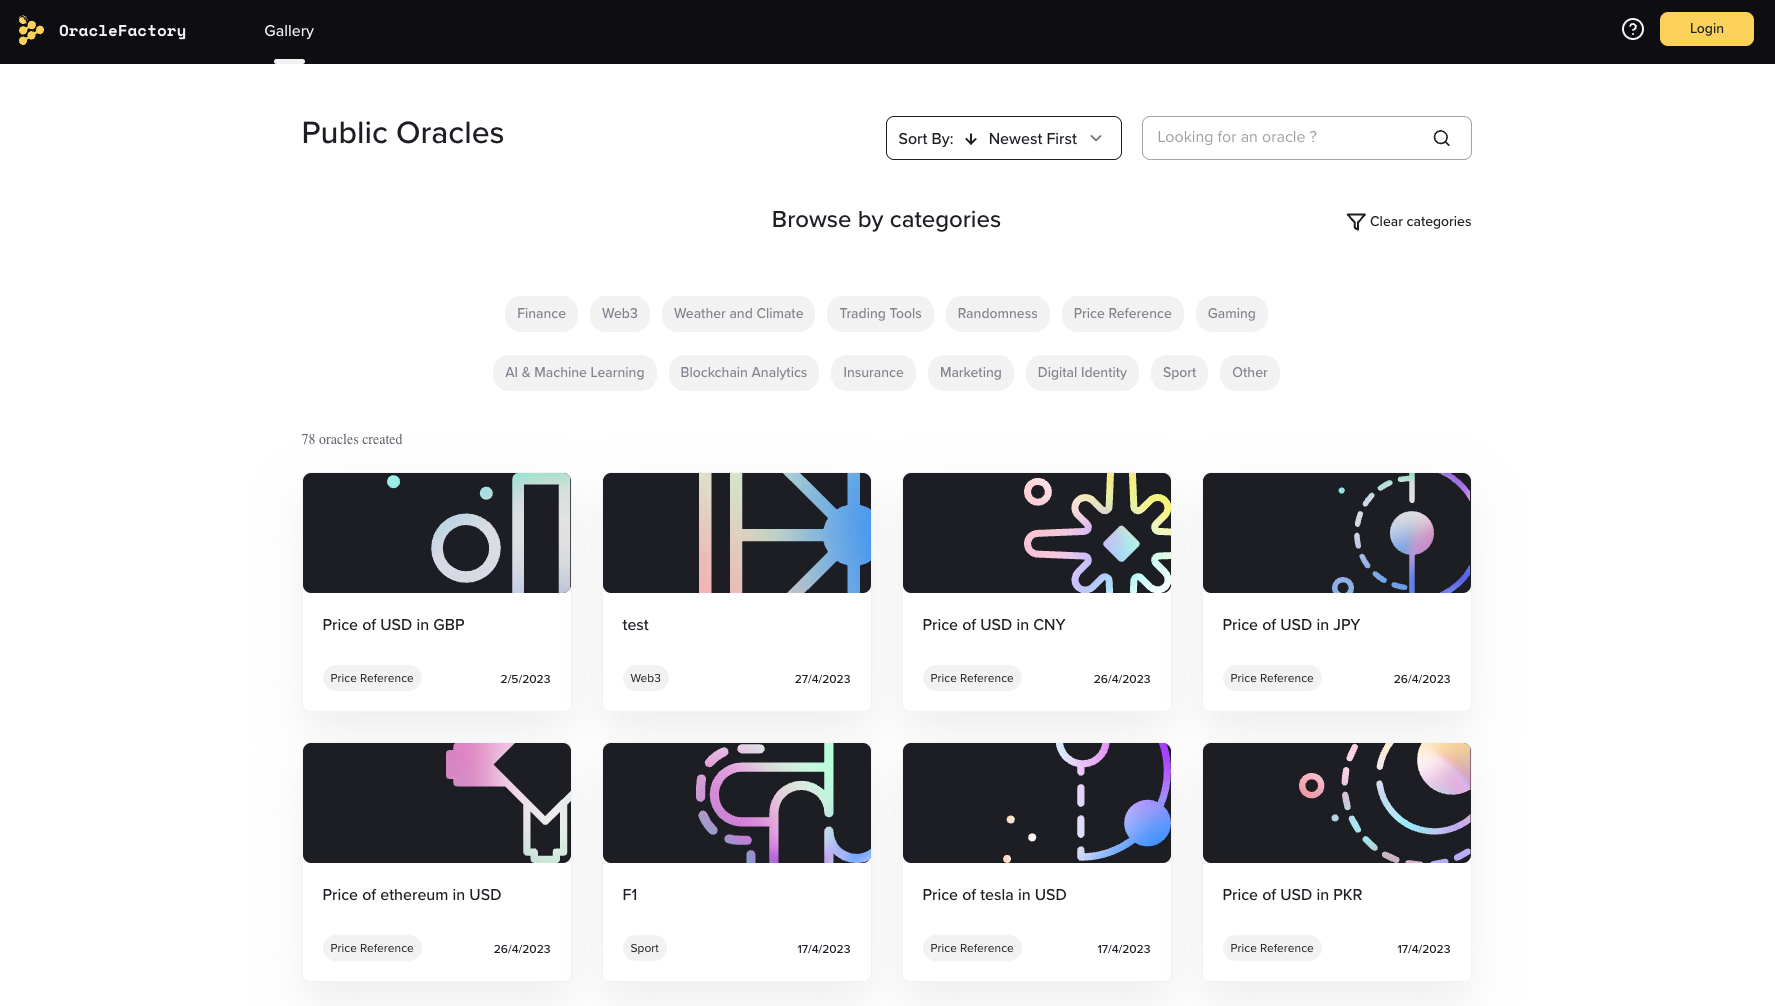 OracleFactory
Gallery
Login
Public Oracles
Sort By: Newest First
Looking for an oracle ?
Browse by categories
Clear categories
Finance Web3 Weather and Climate Trading Tools Randomness Price Reference Gaming
AI & Machine Learning Blockchain Analytics Insurance Marketing Digital Identity Sport Other
78 oracles created
Price of USD in GBP
Price Reference 2/5/2023
test
Web3 27/4/2023
Price of USD in CNY
Price Reference 26/4/2023
Price of USD in JPY
Price Reference 26/4/2023
Price of ethereum in USD
Price Reference 26/4/2023
F1
Sport 17/4/2023
Price of tesla in USD
Price Reference 17/4/2023
Price of USD in PKR
Price Reference 17/4/2023